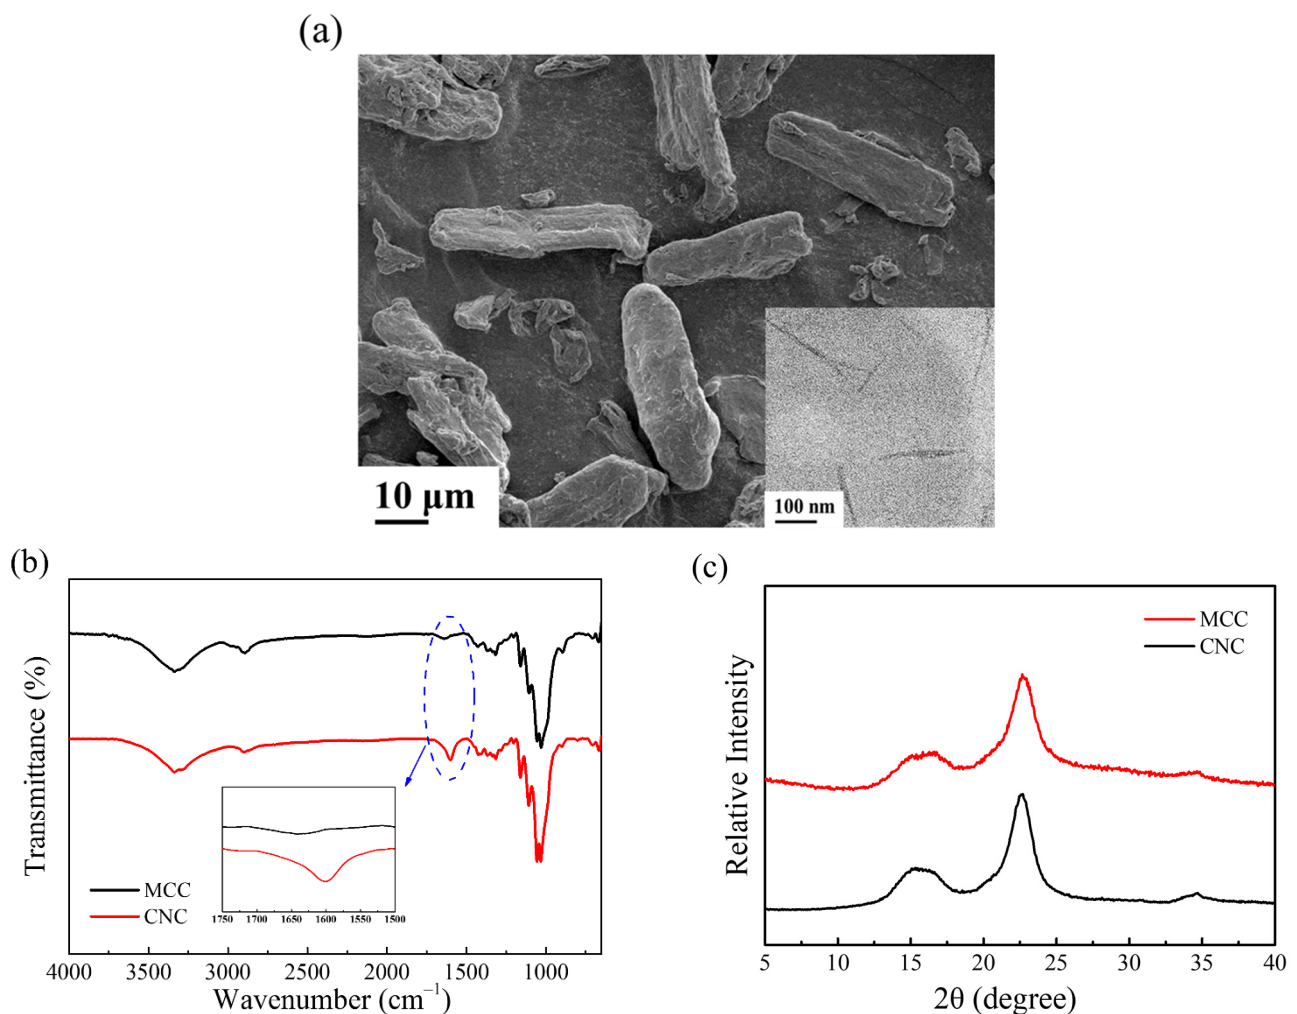 (a)
10 μm
100 nm
(b)
Transmittance (%)
MCC
CNC
1750 1700 1650 1600 1550 1500
4000 3500 3000 2500 2000 1500 1000
Wavenumber (cm⁻¹)
(c)
Relative Intensity
MCC
CNC
5 10 15 20 25 30 35 40
2θ (degree)